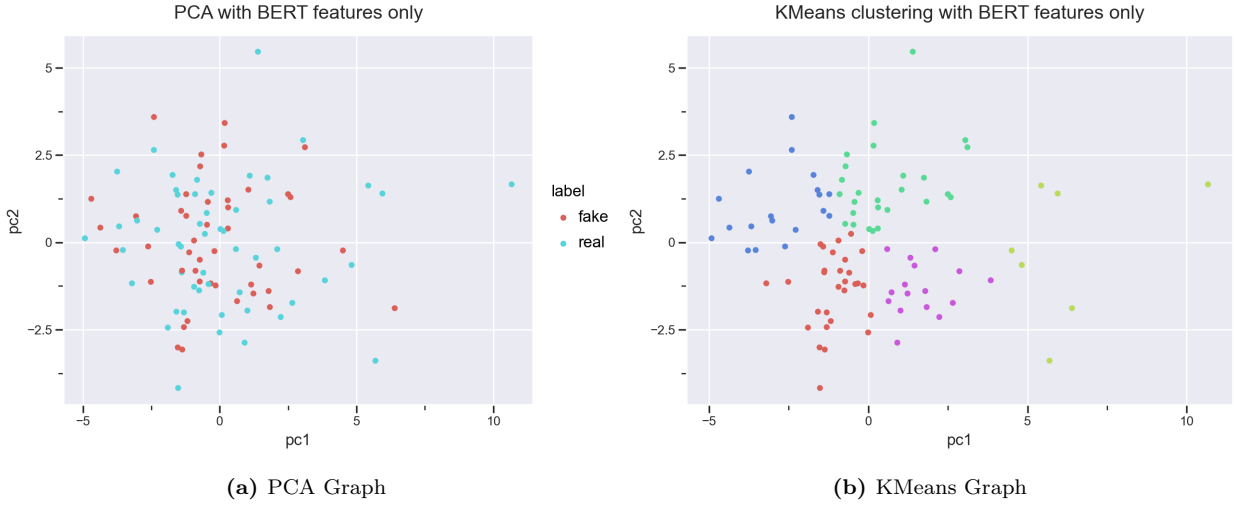 PCA with BERT features only
5
2.5
0
−2.5
−5
0
5
10
pc2
pc1
label
fake
real
(a) PCA Graph
KMeans clustering with BERT features only
5
2.5
0
−2.5
−5
0
5
10
pc2
pc1
(b) KMeans Graph